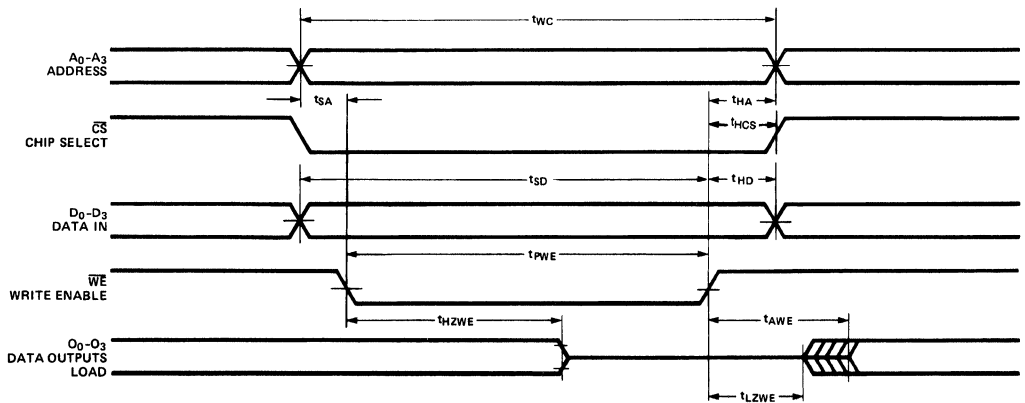 tWC
A0-A3
ADDRESS
tSA
tHA
CS
CHIP SELECT
tHCS
tSD
tHD
D0-D3
DATA IN
tPWE
WE
WRITE ENABLE
tHZWE
tAWE
O0-O3
DATA OUTPUTS
LOAD
tLZWE